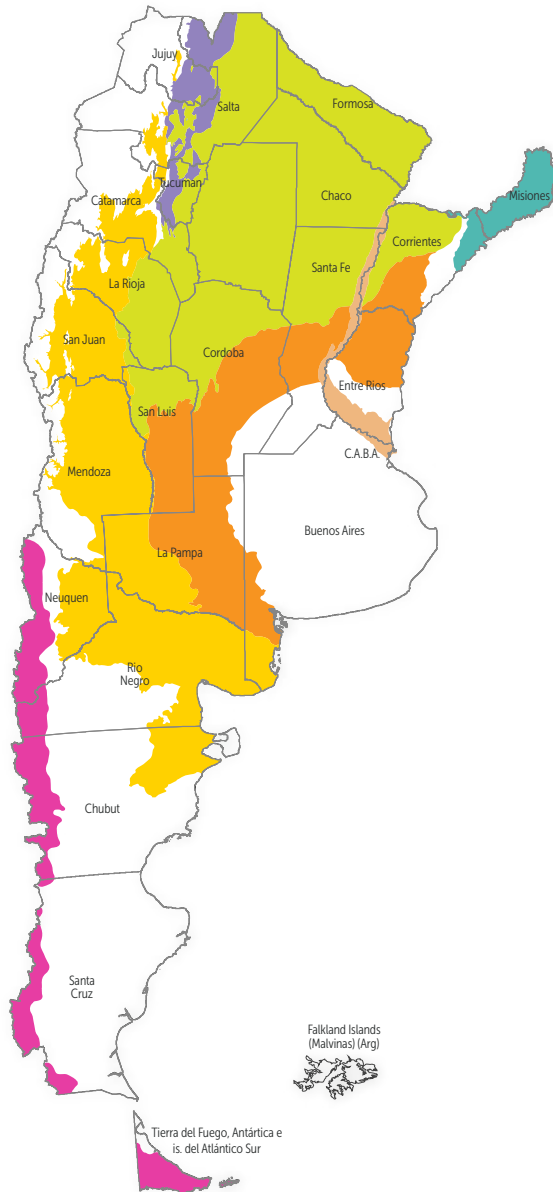 Jujuy
Formosa
Salta
Tucuman
Chaco
Misiones
Catamarca
Corrientes
Santa Fe
La Rioja
San Juan
Cordoba
Entre Rios
San Luis
C.A.B.A.
Mendoza
Buenos Aires
La Pampa
Neuquen
Rio
Negro
Chubut
Santa
Cruz
Falkland Islands
(Malvinas) (Arg)
Tierra del Fuego, Antártica e
is. del Atlántico Sur